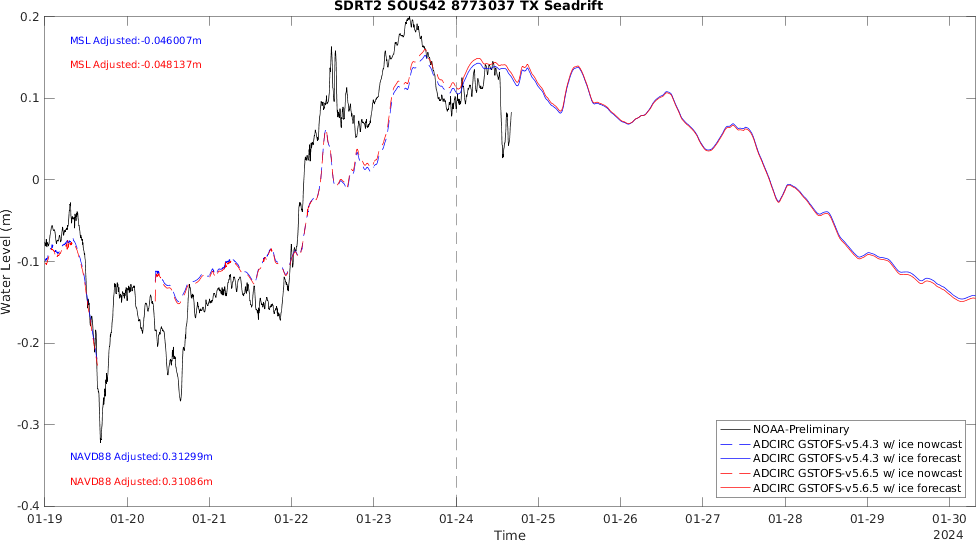 SDRT2 SOUS42 8773037 TX Seadrift
MSL Adjusted:-0.046007m
MSL Adjusted:-0.048137m
NAVD88 Adjusted:0.31299m
NAVD88 Adjusted:0.31086m
Water Level (m)
0.2
0.1
0
-0.1
-0.2
-0.3
-0.4
NOAA-Preliminary
ADCIRC GSTOFS-v5.4.3 w/ ice nowcast
ADCIRC GSTOFS-v5.4.3 w/ ice forecast
ADCIRC GSTOFS-v5.6.5 w/ ice nowcast
ADCIRC GSTOFS-v5.6.5 w/ ice forecast
01-19 01-20 01-21 01-22 01-23 01-24 01-25 01-26 01-27 01-28 01-29 01-30
Time
2024